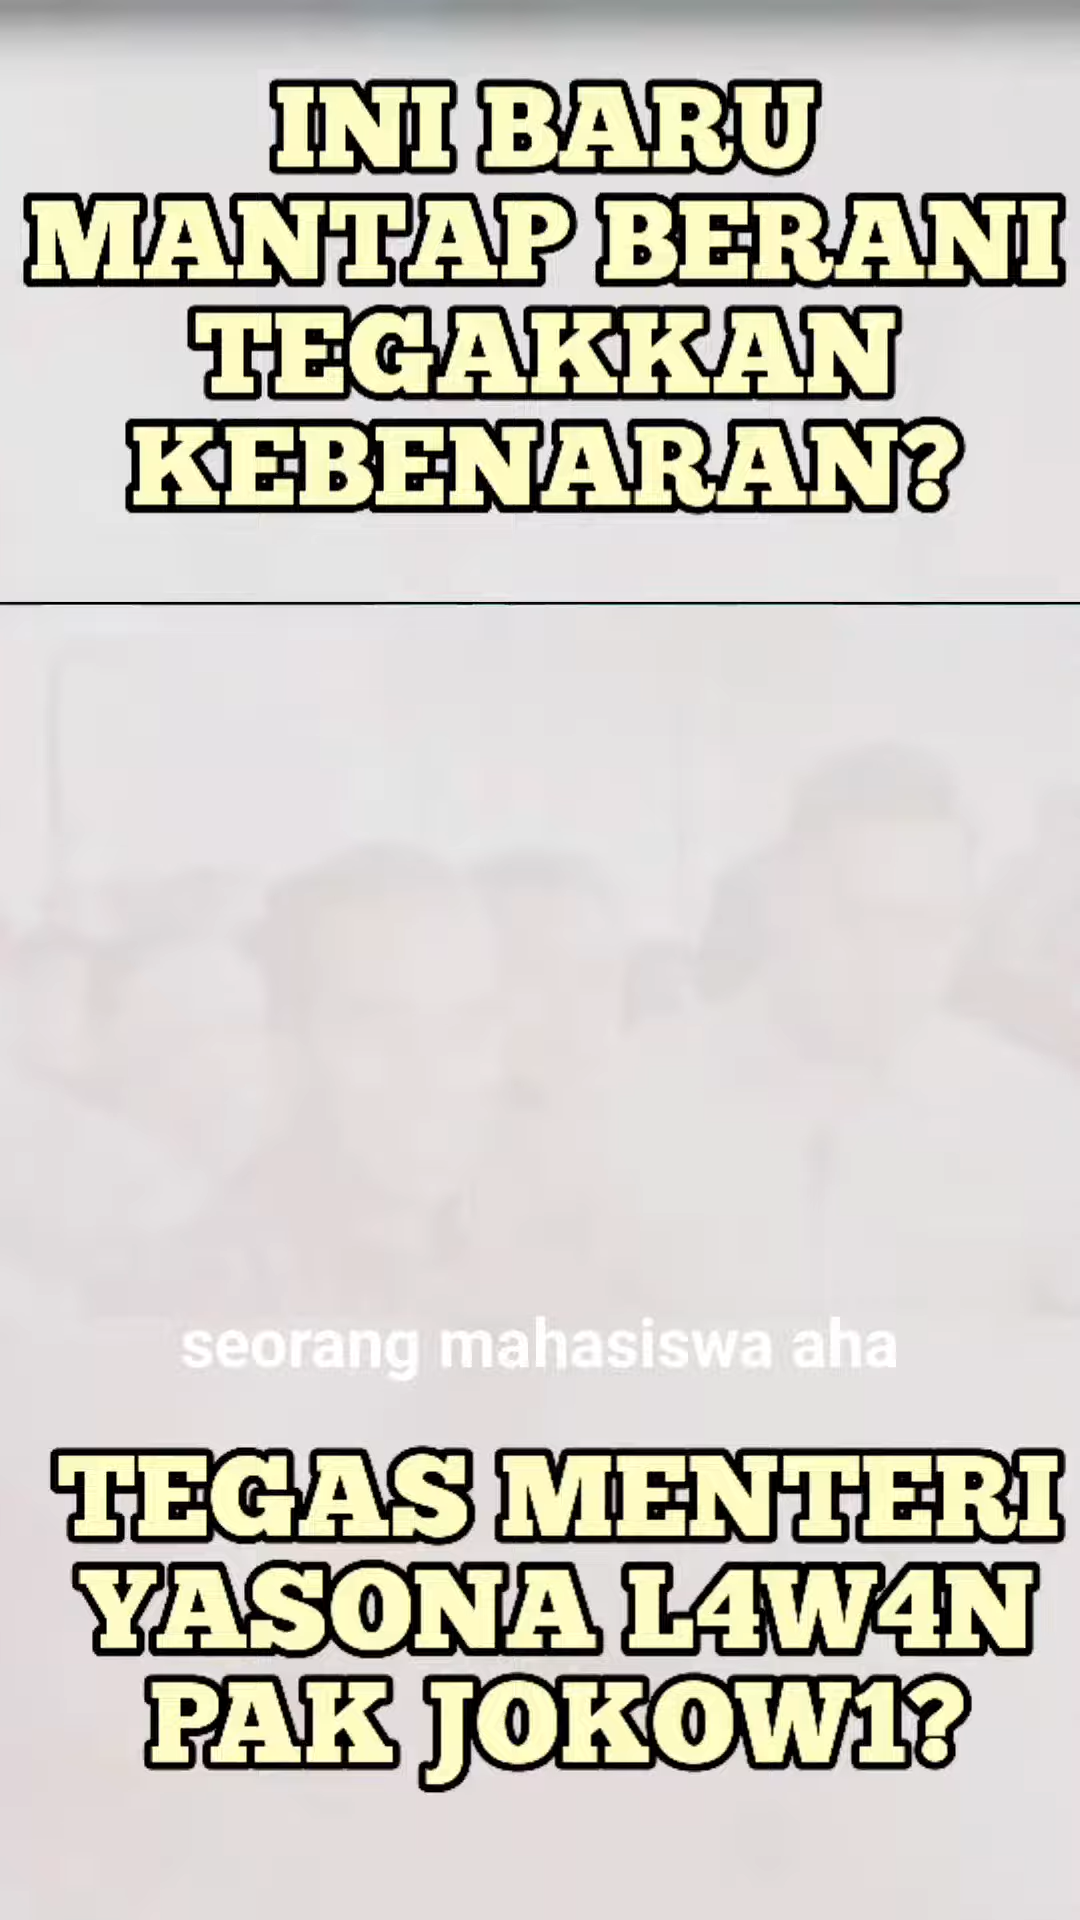 INI BARU
MANTAP BERANI
TEGAKKAN
KEBENARAN?
seorang mahasiswa aha
TEGAS MENTERI
YASONA L4W4N
PAK JOKOW1?